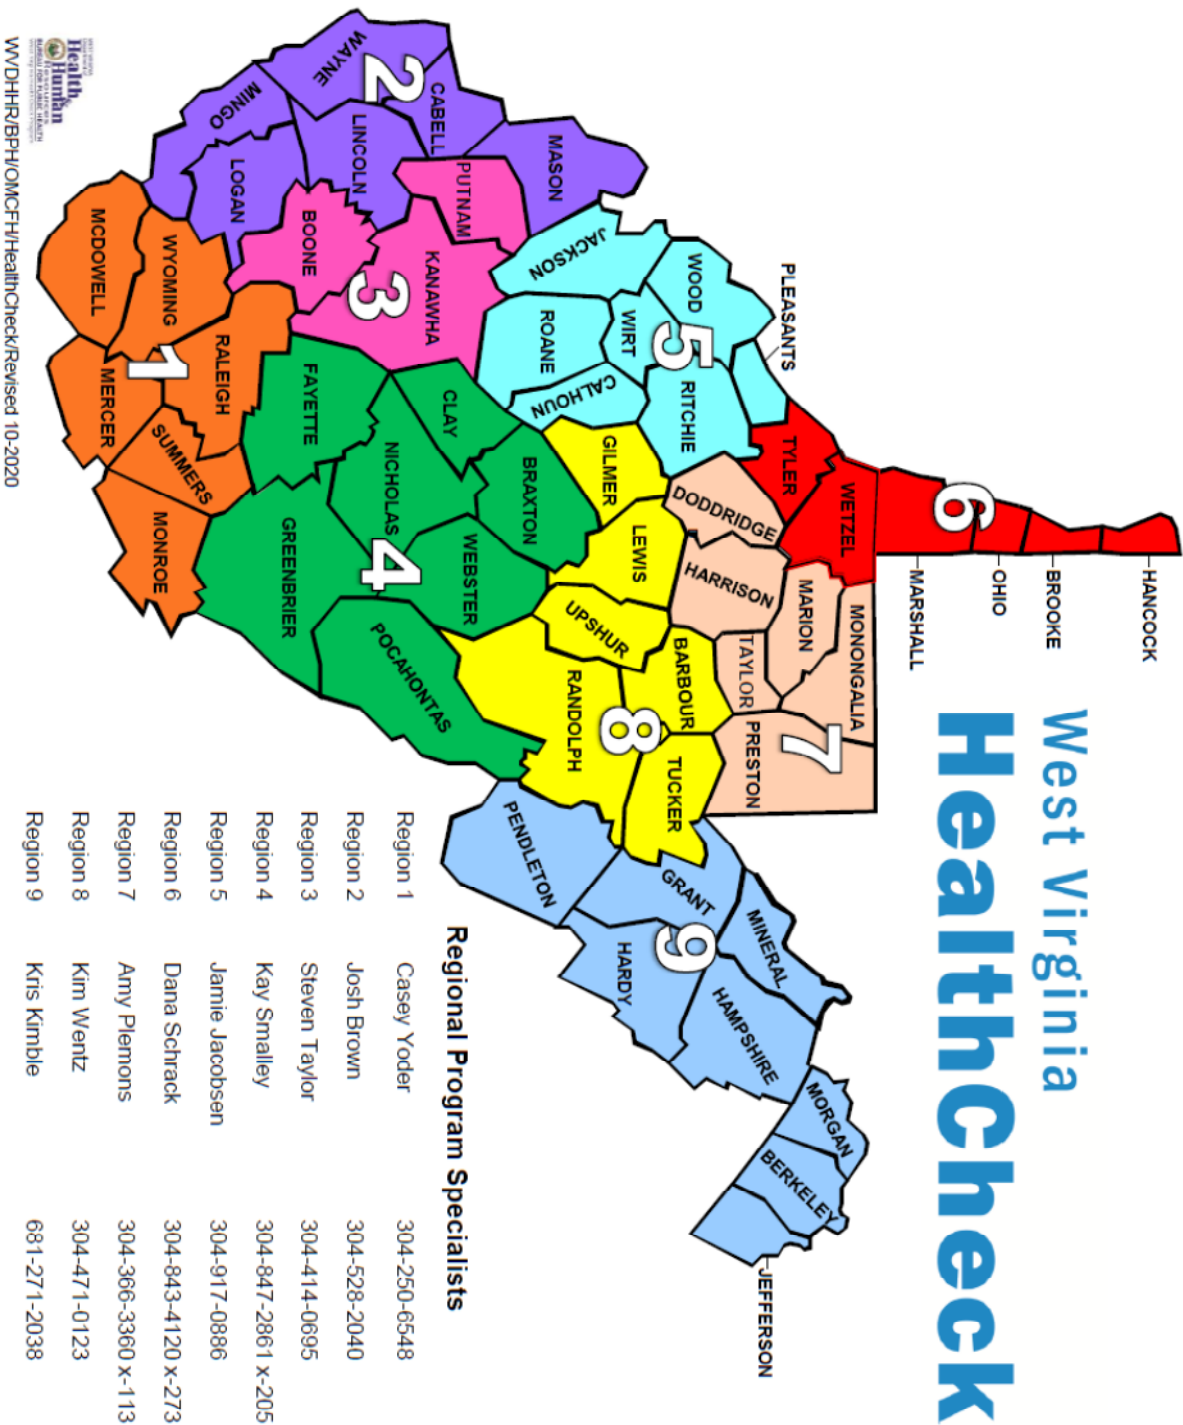 West Virginia
HealthCheck
HANCOCK
BROOKE
OHIO
MARSHALL
6
WETZEL
TYLER
PLEASANTS
MONONGALIA
MARION
7
DODDRIDGE
HARRISON
TAYLOR
PRESTON
WOOD
5
RITCHIE
WIRT
JACKSON
ROANE
CALHOUN
GILMER
LEWIS
UPSHUR
BARBOUR
8
TUCKER
RANDOLPH
MORGAN
BERKELEY
JEFFERSON
MINERAL
HAMPSHIRE
GRANT
9
HARDY
PENDLETON
MASON
2
CABELL
WAYNE
LINCOLN
MINGO
LOGAN
PUTNAM
KANAWHA
3
BOONE
CLAY
BRAXTON
NICHOLAS
4
WEBSTER
FAYETTE
GREENBRIER
POCAHONTAS
RALEIGH
WYOMING
MCDOWELL
1
MERCER
SUMMERS
MONROE
Regional Program Specialists
Region 1 Casey Yoder 304-250-6548
Region 2 Josh Brown 304-528-2040
Region 3 Steven Taylor 304-414-0695
Region 4 Kay Smalley 304-847-2861 x-205
Region 5 Jamie Jacobsen 304-917-0886
Region 6 Dana Schrack 304-843-4120 x-273
Region 7 Amy Plemons 304-366-3360 x-113
Region 8 Kim Wentz 304-471-0123
Region 9 Kris Kimble 681-271-2038
Health &
Human
BUREAU FOR PUBLIC HEALTH
WVDHHR/BPH/OMCFH/HealthCheck/Revised 10-2020